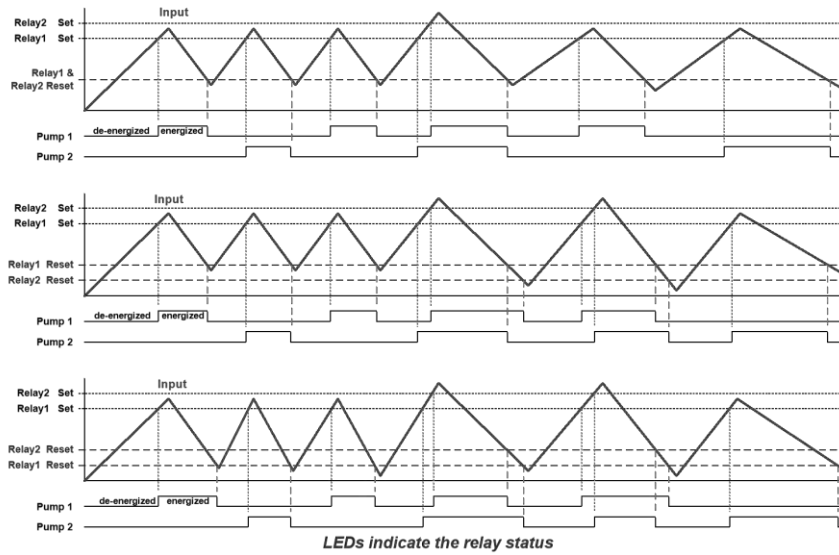 Input
Relay2 Set
Relay1 Set
Relay1 &
Relay2 Reset
de-energized energized
Pump 1
Pump 2
Input
Relay2 Set
Relay1 Set
Relay1 Reset
Relay2 Reset
de-energized energized
Pump 1
Pump 2
Input
Relay2 Set
Relay1 Set
Relay2 Reset
Relay1 Reset
de-energized energized
Pump 1
Pump 2
LEDs indicate the relay status